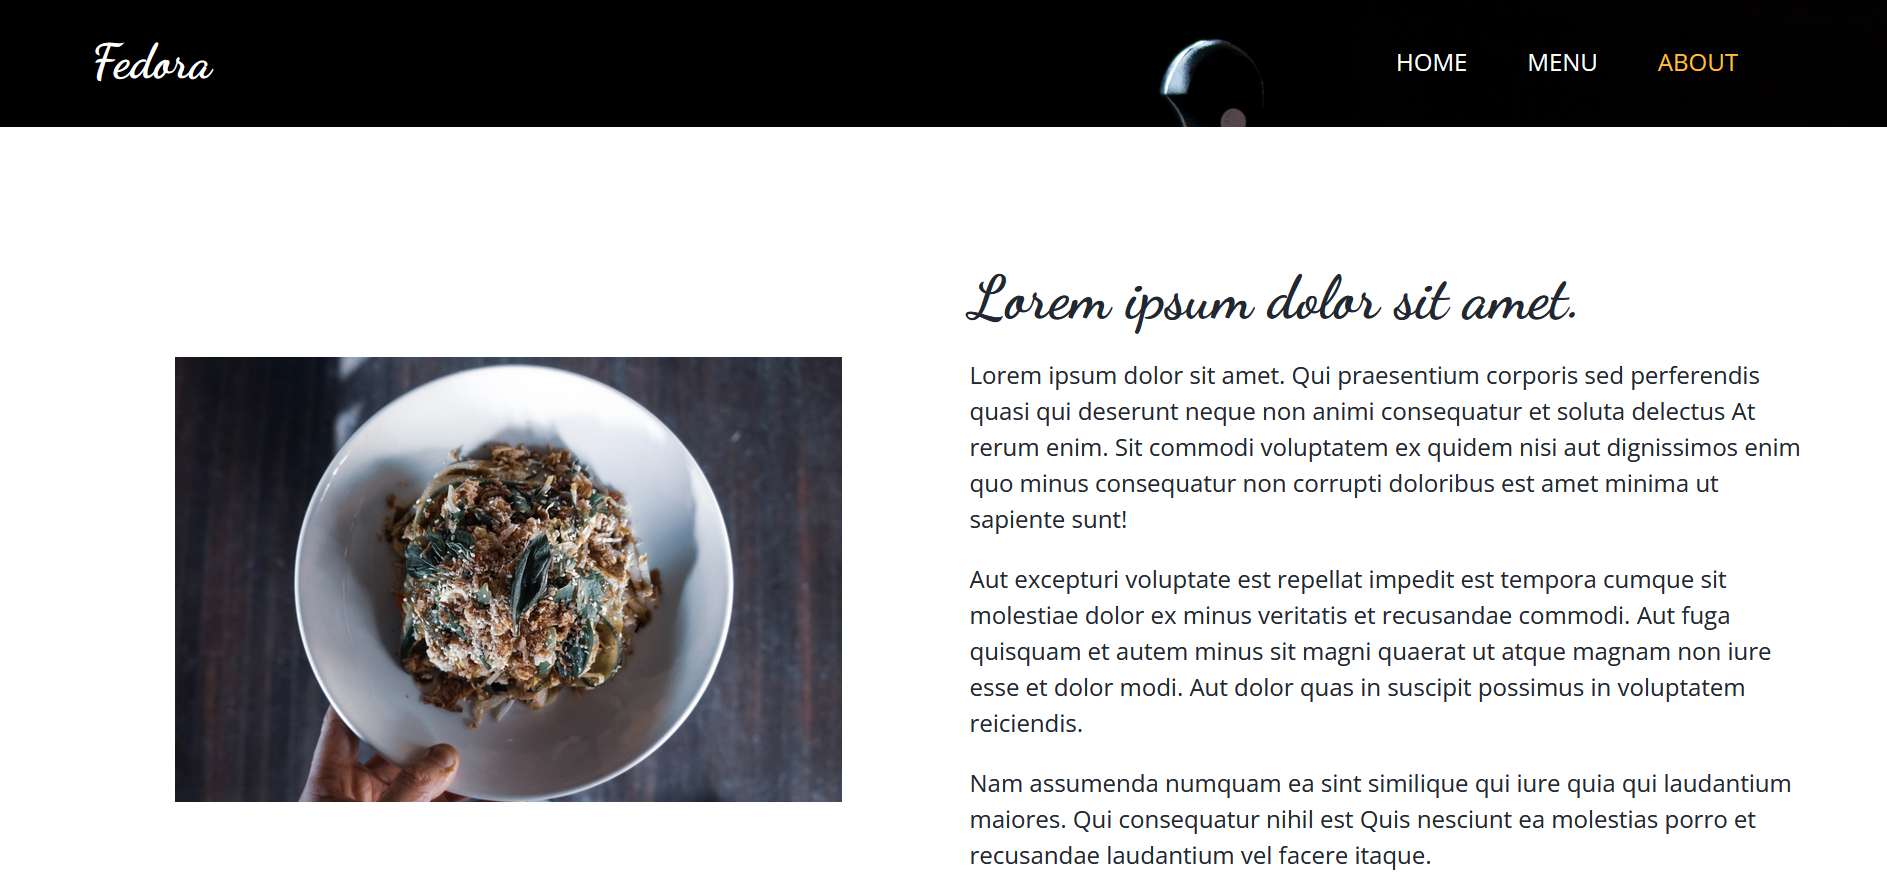 Fedora
HOME MENU ABOUT
Lorem ipsum dolor sit amet.
Lorem ipsum dolor sit amet. Qui praesentium corporis sed perferendis
quasi qui deserunt neque non animi consequatur et soluta delectus At
rerum enim. Sit commodi voluptatem ex quidem nisi aut dignissimos enim
quo minus consequatur non corrupti doloribus est amet minima ut
sapiente sunt!
Aut excepturi voluptate est repellat impedit est tempora cumque sit
molestiae dolor ex minus veritatis et recusandae commodi. Aut fuga
quisquam et autem minus sit magni quaerat ut atque magnam non iure
esse et dolor modi. Aut dolor quas in suscipit possimus in voluptatem
reiciendis.
Nam assumenda numquam ea sint similique qui iure quia qui laudantium
maiores. Qui consequatur nihil est Quis nesciunt ea molestias porro et
recusandae laudantium vel facere itaque.